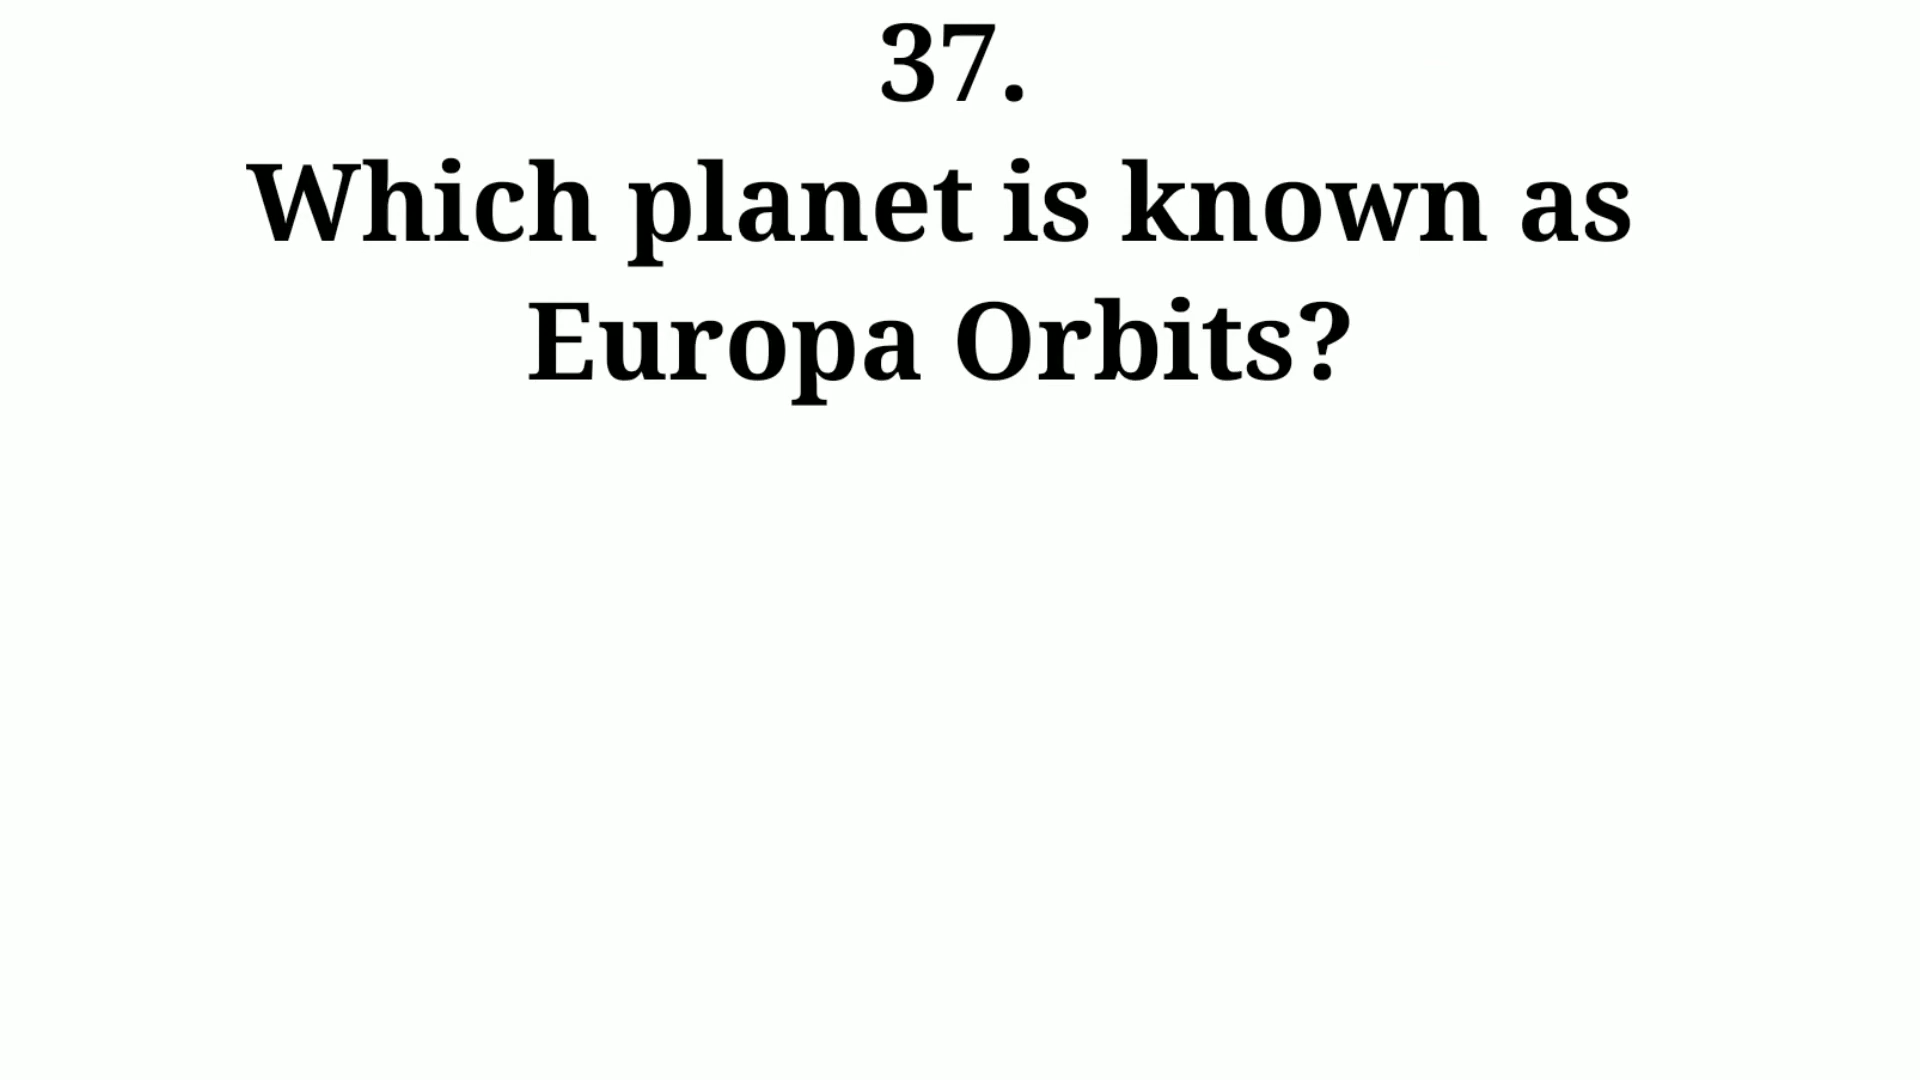 37.
Which planet is known as
Europa Orbits?